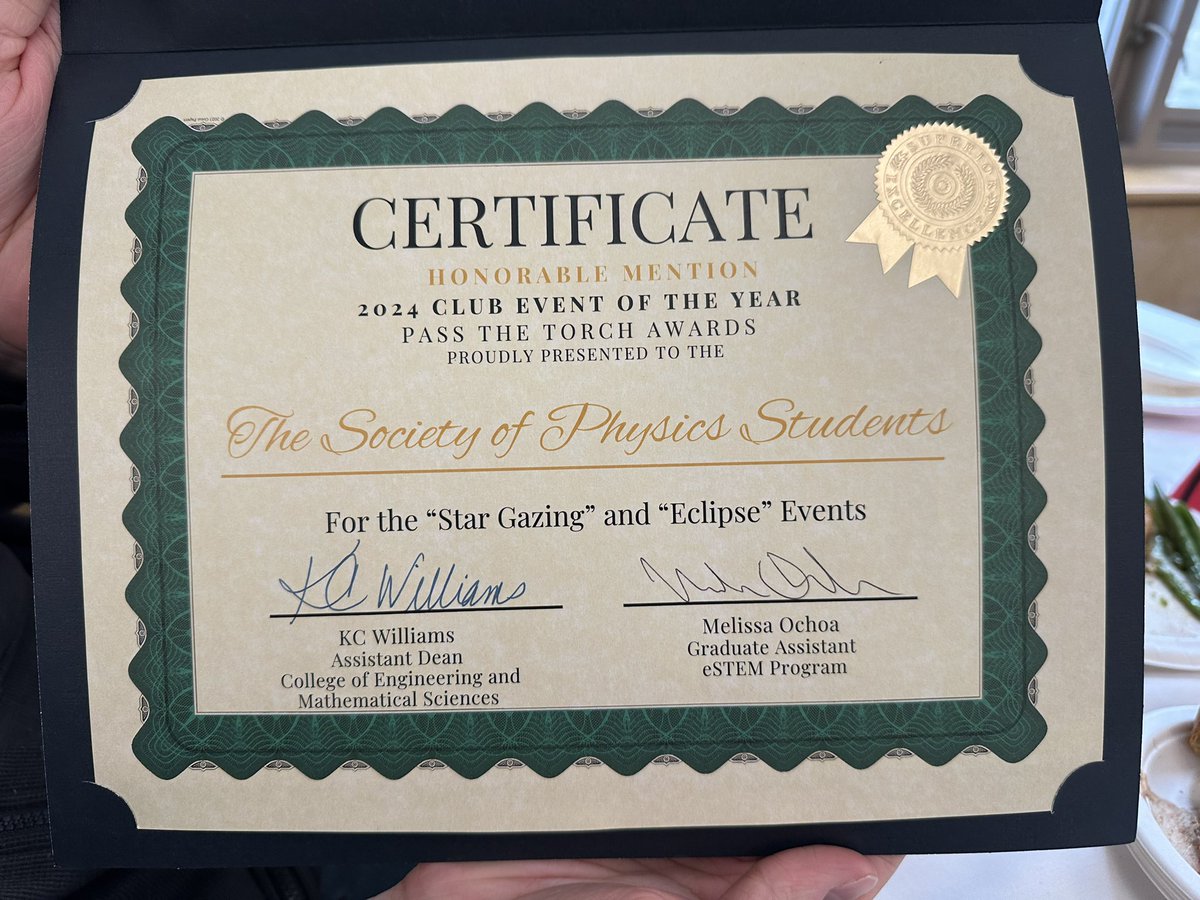 CERTIFICATE
HONORABLE MENTION
2024 CLUB EVENT OF THE YEAR
PASS THE TORCH AWARDS
PROUDLY PRESENTED TO THE
The Society of Physics Students
For the “Star Gazing” and “Eclipse” Events
KC Williams
KC Williams
Assistant Dean
College of Engineering and
Mathematical Sciences
Melissa Ochoa
Graduate Assistant
eSTEM Program
SUPERIOR
EXCELLENCE